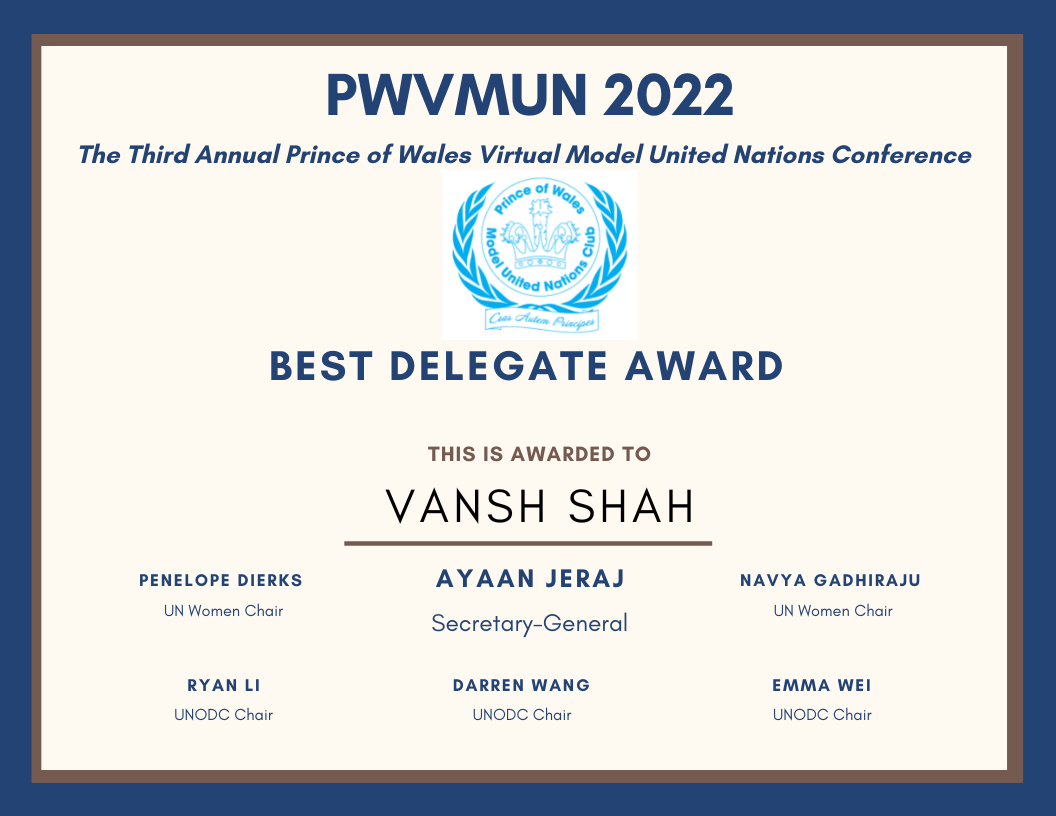 PWVMUN 2022
The Third Annual Prince of Wales Virtual Model United Nations Conference
Prince of Wales
Model United Nations Club
Cras Autem Principes
BEST DELEGATE AWARD
THIS IS AWARDED TO
VANSH SHAH
PENELOPE DIERKS
UN Women Chair
AYAAN JERAJ
Secretary-General
NAVYA GADHIRAJU
UN Women Chair
RYAN LI
UNODC Chair
DARREN WANG
UNODC Chair
EMMA WEI
UNODC Chair